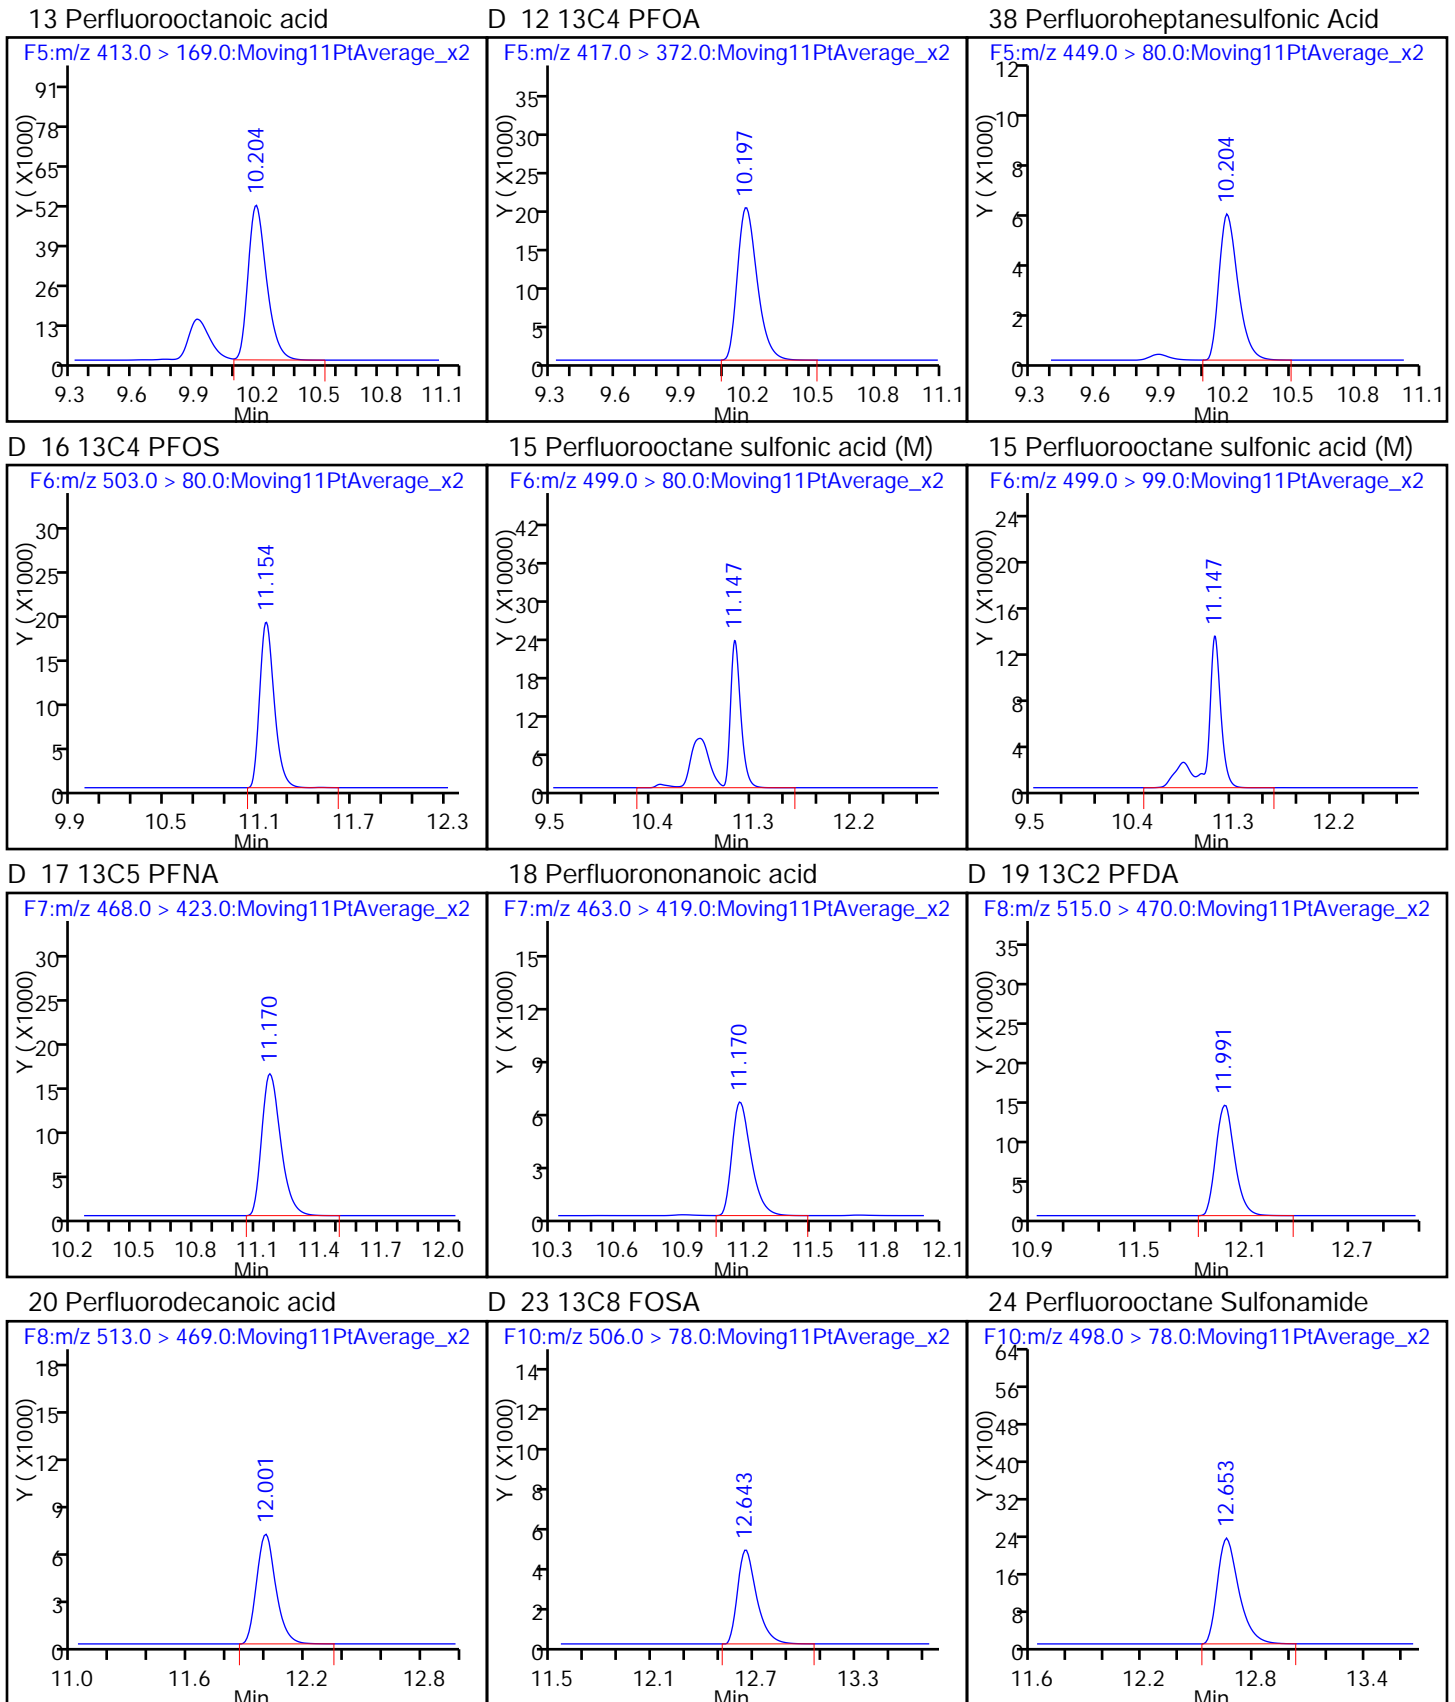 13 Perfluorooctanoic acid
F5:m/z 413.0 > 169.0:Moving11PtAverage_x2
Y ( X1000)
91
78
65
52
39
26
13
0
10.204
9.3 9.6 9.9 10.2 10.5 10.8 11.1
Min
D 12 13C4 PFOA
F5:m/z 417.0 > 372.0:Moving11PtAverage_x2
Y ( X1000)
35
30
25
20
15
10
5
0
10.197
9.3 9.6 9.9 10.2 10.5 10.8 11.1
Min
38 Perfluoroheptanesulfonic Acid
F5:m/z 449.0 > 80.0:Moving11PtAverage_x2
Y ( X1000)
12
10
8
6
4
2
0
10.204
9.3 9.6 9.9 10.2 10.5 10.8 11.1
Min
D 16 13C4 PFOS
F6:m/z 503.0 > 80.0:Moving11PtAverage_x2
Y ( X1000)
30
25
20
15
10
5
0
11.154
9.9 10.5 11.1 11.7 12.3
Min
15 Perfluorooctane sulfonic acid (M)
F6:m/z 499.0 > 80.0:Moving11PtAverage_x2
Y ( X10000)
42
36
30
24
18
12
6
0
11.147
9.5 10.4 11.3 12.2
Min
15 Perfluorooctane sulfonic acid (M)
F6:m/z 499.0 > 99.0:Moving11PtAverage_x2
Y ( X10000)
24
20
16
12
8
4
0
11.147
9.5 10.4 11.3 12.2
Min
D 17 13C5 PFNA
F7:m/z 468.0 > 423.0:Moving11PtAverage_x2
Y ( X1000)
30
25
20
15
10
5
0
11.170
10.2 10.5 10.8 11.1 11.4 11.7 12.0
Min
18 Perfluorononanoic acid
F7:m/z 463.0 > 419.0:Moving11PtAverage_x2
Y ( X1000)
15
12
9
6
3
0
11.170
10.3 10.6 10.9 11.2 11.5 11.8 12.1
Min
D 19 13C2 PFDA
F8:m/z 515.0 > 470.0:Moving11PtAverage_x2
Y ( X1000)
35
30
25
20
15
10
5
0
11.991
10.9 11.5 12.1 12.7
Min
20 Perfluorodecanoic acid
F8:m/z 513.0 > 469.0:Moving11PtAverage_x2
Y ( X1000)
18
15
12
9
6
3
0
12.001
11.0 11.6 12.2 12.8
Min
D 23 13C8 FOSA
F10:m/z 506.0 > 78.0:Moving11PtAverage_x2
Y ( X1000)
14
12
10
8
6
4
2
0
12.643
11.5 12.1 12.7 13.3
Min
24 Perfluorooctane Sulfonamide
F10:m/z 498.0 > 78.0:Moving11PtAverage_x2
Y ( X100)
64
56
48
40
32
24
16
8
0
12.653
11.6 12.2 12.8 13.4
Min